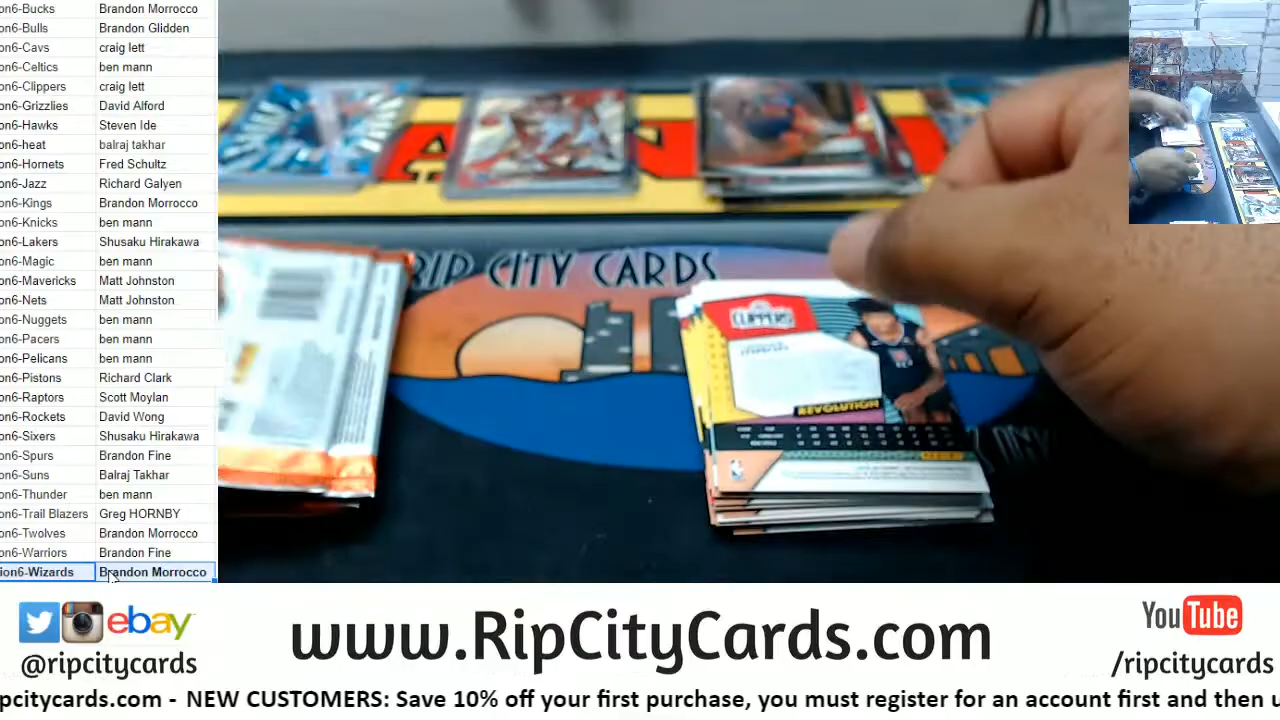 on6-Bucks Brandon Morrocco
on6-Bulls Brandon Glidden
on6-Cavs craig lett
on6-Celtics ben mann
on6-Clippers craig lett
on6-Grizzlies David Alford
on6-Hawks Steven Ide
on6-heat balraj takhar
on6-Hornets Fred Schultz
on6-Jazz Richard Galyen
on6-Kings Brandon Morrocco
on6-Knicks ben mann
on6-Lakers Shusaku Hirakawa
on6-Magic ben mann
on6-Mavericks Matt Johnston
on6-Nets Matt Johnston
on6-Nuggets ben mann
on6-Pacers ben mann
on6-Pelicans ben mann
on6-Pistons Richard Clark
on6-Raptors Scott Moylan
on6-Rockets David Wong
on6-Sixers Shusaku Hirakawa
on6-Spurs Brandon Fine
on6-Suns Balraj Takhar
on6-Thunder ben mann
on6-Trail Blazers Greg HORNBY
on6-Twolves Brandon Morrocco
on6-Warriors Brandon Fine
ion6-Wizards Brandon Morrocco
RIP CITY CARDS
CLIPPERS
REVOLUTION
ebay
@ripcitycards
www.RipCityCards.com
YouTube
/ripcitycards
pcitycards.com - NEW CUSTOMERS: Save 10% off your first purchase, you must register for an account first and then u